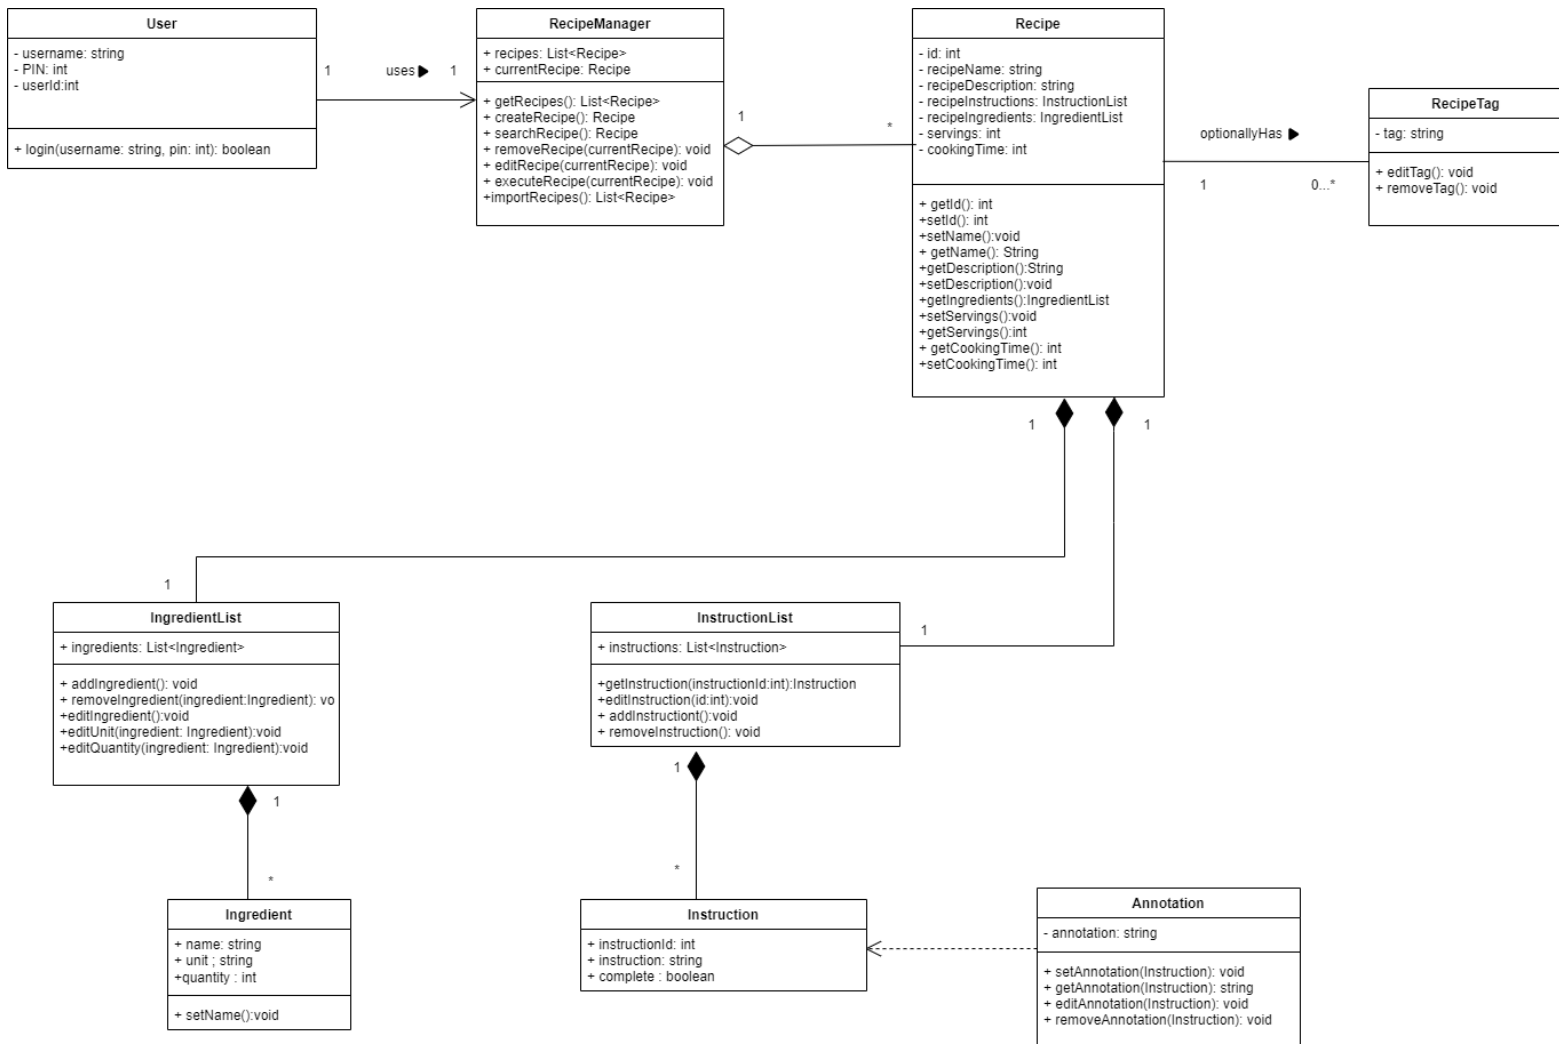 User
- username: string
- PIN: int
- userId:int
+ login(username: string, pin: int): boolean
1
uses
1
RecipeManager
+ recipes: List<Recipe>
+ currentRecipe: Recipe
+ getRecipes(): List<Recipe>
+ createRecipe(): Recipe
+ searchRecipe(): Recipe
+ removeRecipe(currentRecipe): void
+ editRecipe(currentRecipe): void
+ executeRecipe(currentRecipe): void
+importRecipes(): List<Recipe>
1
*
Recipe
- id: int
- recipeName: string
- recipeDescription: string
- recipeInstructions: InstructionList
- recipeIngredients: IngredientList
- servings: int
- cookingTime: int
+ getId(): int
+setId(): int
+setName():void
+ getName(): String
+getDescription():String
+setDescription():void
+getIngredients():IngredientList
+setServings():void
+getServings():int
+ getCookingTime(): int
+setCookingTime(): int
optionallyHas
1
0...*
RecipeTag
- tag: string
+ editTag(): void
+ removeTag(): void
1
1
1
IngredientList
+ ingredients: List<Ingredient>
+ addIngredient(): void
+ removeIngredient(ingredient:Ingredient): vo
+editIngredient():void
+editUnit(ingredient: Ingredient):void
+editQuantity(ingredient: Ingredient):void
InstructionList
+ instructions: List<Instruction>
+getInstruction(instructionId:int):Instruction
+editInstruction(id:int):void
+ addInstructiont():void
+ removeInstruction(): void
1
1
*
1
*
Ingredient
+ name: string
+ unit ; string
+quantity : int
+ setName():void
Instruction
+ instructionId: int
+ instruction: string
+ complete : boolean
Annotation
- annotation: string
+ setAnnotation(Instruction): void
+ getAnnotation(Instruction): string
+ editAnnotation(Instruction): void
+ removeAnnotation(Instruction): void